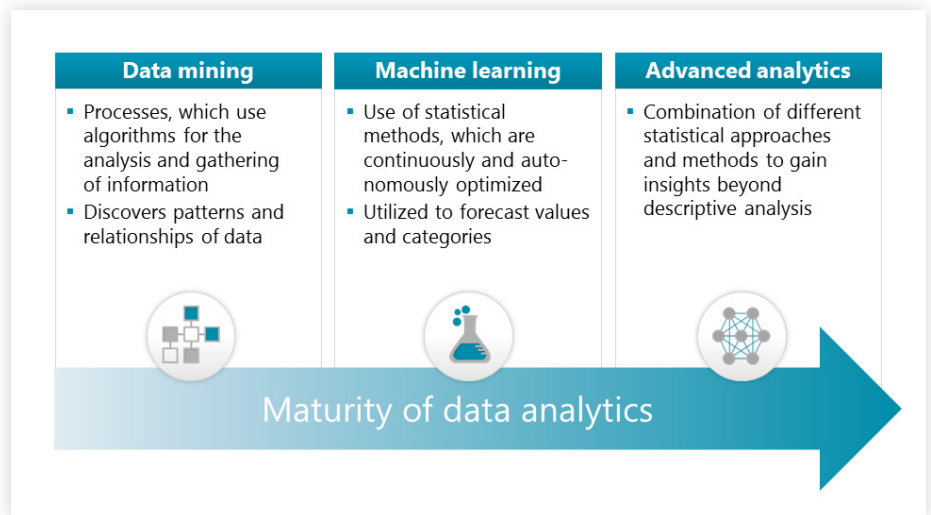 Data mining
▪ Processes, which use
algorithms for the
analysis and gathering
of information
▪ Discovers patterns and
relationships of data
Machine learning
▪ Use of statistical
methods, which are
continuously and auto-
nomously optimized
▪ Utilized to forecast values
and categories
Advanced analytics
▪ Combination of different
statistical approaches
and methods to gain
insights beyond
descriptive analysis
Maturity of data analytics